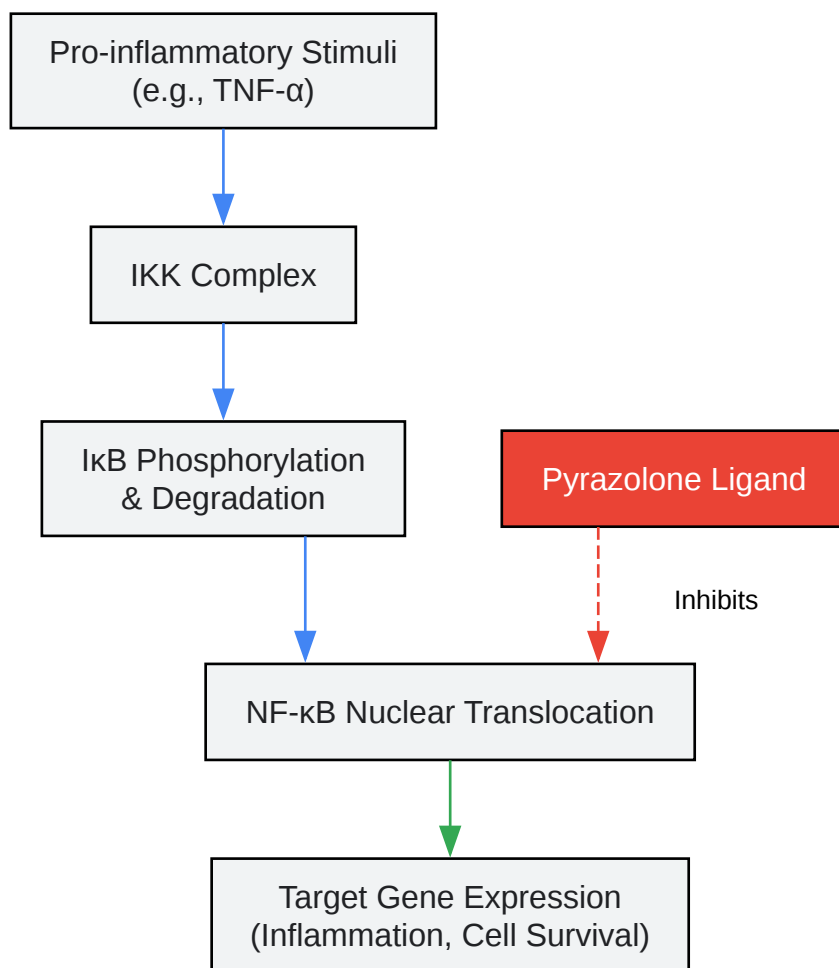 Pro-inflammatory Stimuli
(e.g., TNF-α)
IKK Complex
IκB Phosphorylation
& Degradation
Pyrazolone Ligand
Inhibits
NF-κB Nuclear Translocation
Target Gene Expression
(Inflammation, Cell Survival)